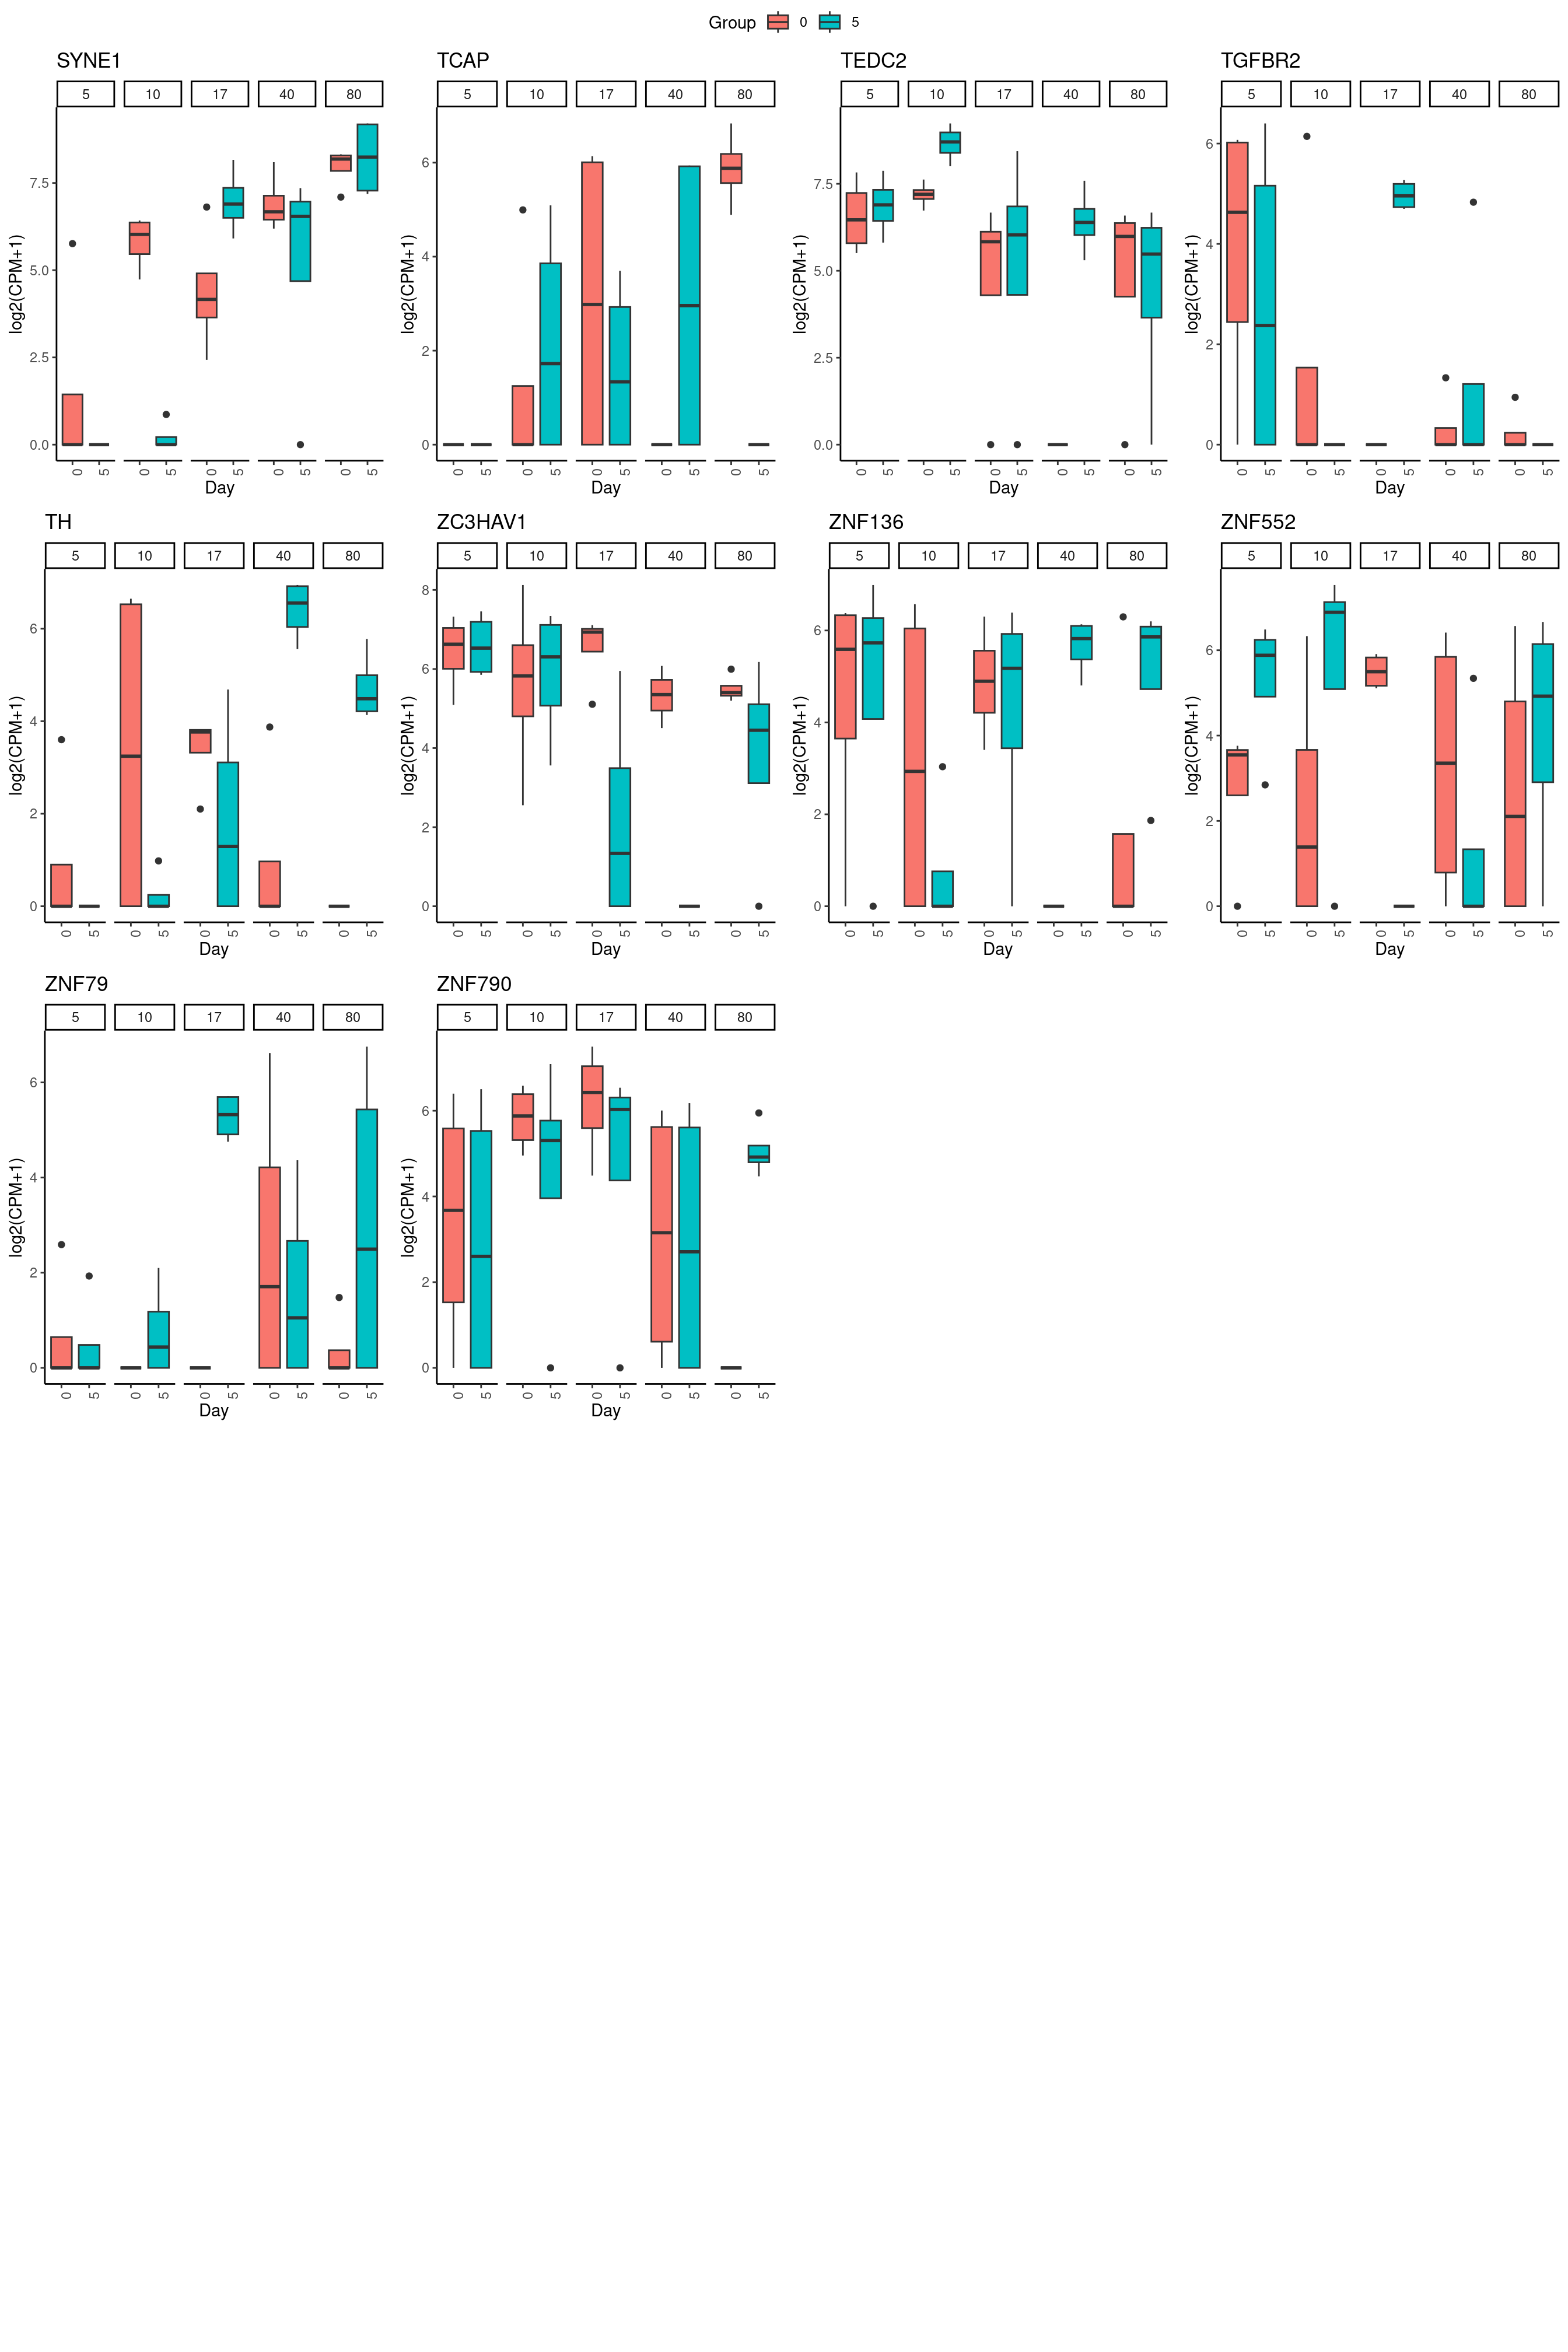 Group 0 5
SYNE1 TCAP TEDC2 TGFBR2
5 10 17 40 80 5 10 17 40 80 5 10 17 40 80 5 10 17 40 80
log2(CPM+1) log2(CPM+1) log2(CPM+1) log2(CPM+1)
7.5 6 7.5 6
5.0 4 5.0 4
2.5 2 2.5 2
0.0 0 0.0 0
0 5 0 5 0 5 0 5 0 5 0 5 0 5 0 5 0 5 0 5 0 5 0 5 0 5 0 5 0 5 0 5 0 5 0 5 0 5 0 5
Day Day Day Day
TH ZC3HAV1 ZNF136 ZNF552
5 10 17 40 80 5 10 17 40 80 5 10 17 40 80 5 10 17 40 80
log2(CPM+1) log2(CPM+1) log2(CPM+1) log2(CPM+1)
8
6 6 6 6
4 4 4 4
2 2 2 2
0 0 0 0
0 5 0 5 0 5 0 5 0 5 0 5 0 5 0 5 0 5 0 5 0 5 0 5 0 5 0 5 0 5 0 5 0 5 0 5 0 5 0 5
Day Day Day Day
ZNF79 ZNF790
5 10 17 40 80 5 10 17 40 80
log2(CPM+1) log2(CPM+1)
6 6
4 4
2 2
0 0
0 5 0 5 0 5 0 5 0 5 0 5 0 5 0 5 0 5 0 5
Day Day